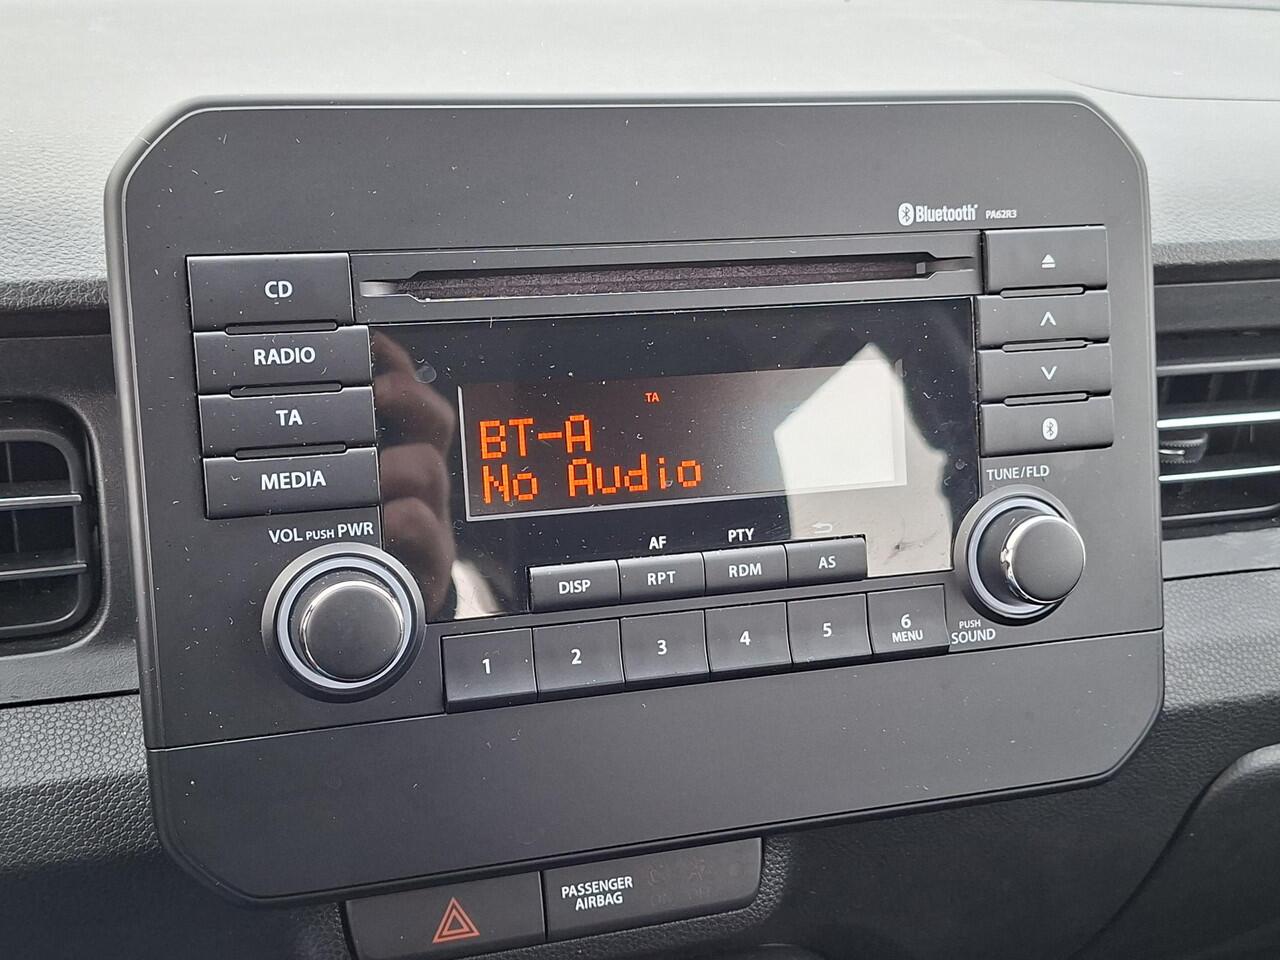 Bluetooth® PA62R3
CD
RADIO
TA
TA
BT-A
No Audio
MEDIA
TUNE/FLD
VOL PUSH PWR
AF
PTY
DISP
RPT
RDM
AS
1
2
3
4
5
6
MENU
PUSH
SOUND
PASSENGER
AIRBAG